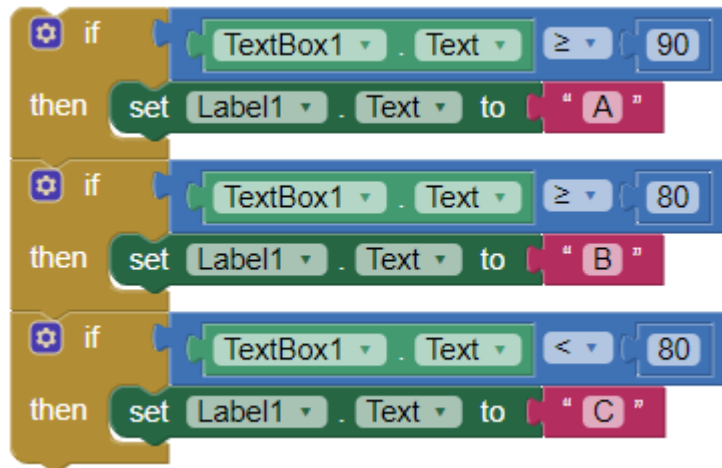 if TextBox1 . Text ≥ 90
then set Label1 . Text to “ A ”
if TextBox1 . Text ≥ 80
then set Label1 . Text to “ B ”
if TextBox1 . Text < 80
then set Label1 . Text to “ C ”